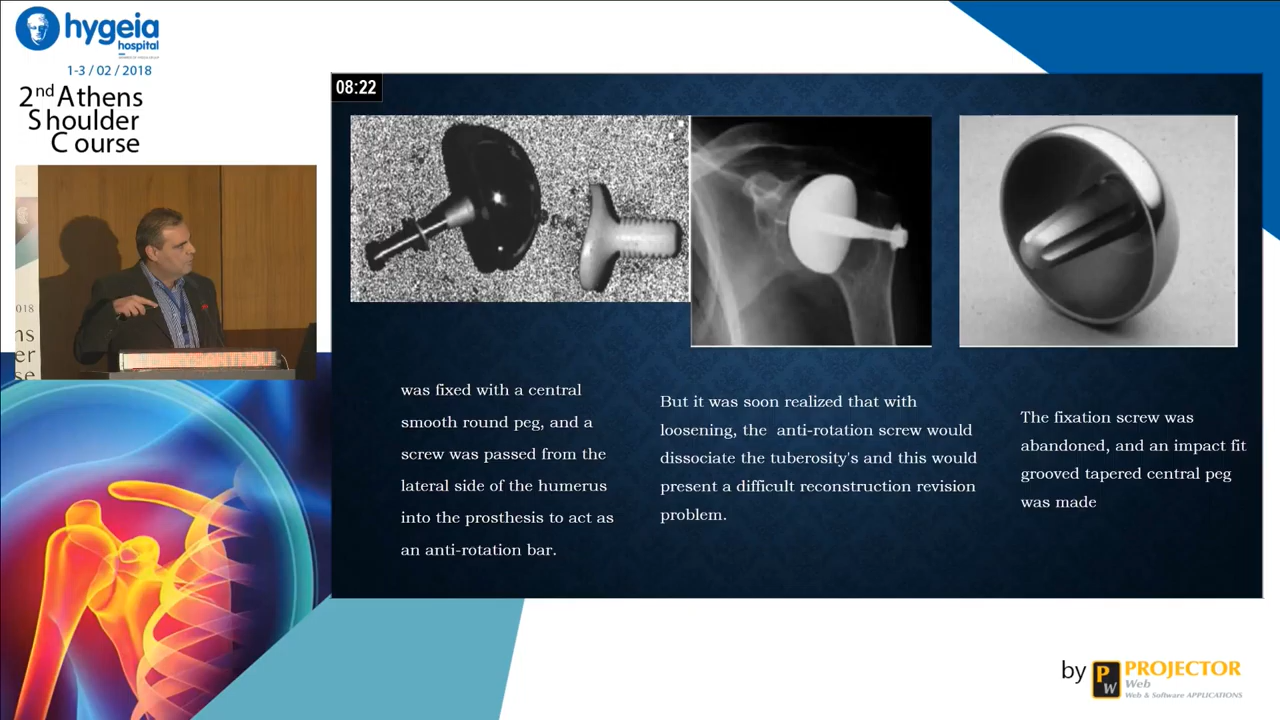 hygeia
hospital
1-3 / 02 / 2018
2nd Athens
Shoulder
Course
08:22
was fixed with a central
smooth round peg, and a
screw was passed from the
lateral side of the humerus
into the prosthesis to act as
an anti-rotation bar.
But it was soon realized that with
loosening, the anti-rotation screw would
dissociate the tuberosity's and this would
present a difficult reconstruction revision
problem.
The fixation screw was
abandoned, and an impact fit
grooved tapered central peg
was made
by PW PROJECTOR
Web
Web & Software APPLICATIONS